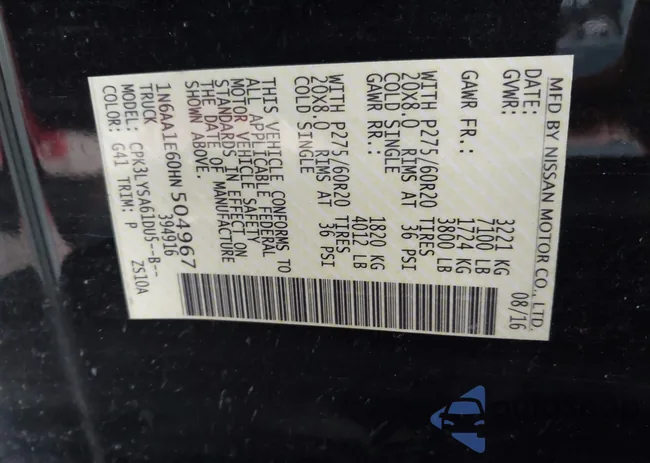 MFD BY NISSAN MOTOR CO., LTD.
DATE: 08/16
GVWR: 3221 KG
7100 LB
GAWR FR.: 1724 KG
3800 LB
WITH P275/60R20 TIRES
20X8.0 RIMS AT 36 PSI
COLD SINGLE
GAWR RR.: 1820 KG
4012 LB
WITH P275/60R20 TIRES
20X8.0 RIMS AT 36 PSI
COLD SINGLE
THIS VEHICLE CONFORMS TO
ALL APPLICABLE FEDERAL
MOTOR VEHICLE SAFETY
STANDARDS IN EFFECT ON
THE DATE OF MANUFACTURE
SHOWN ABOVE.
1N6AA1E60HN504967
TRUCK 394916
MODEL: CPK3LYSA61DU5--B--
COLOR: G41 TRIM: P ZS10A